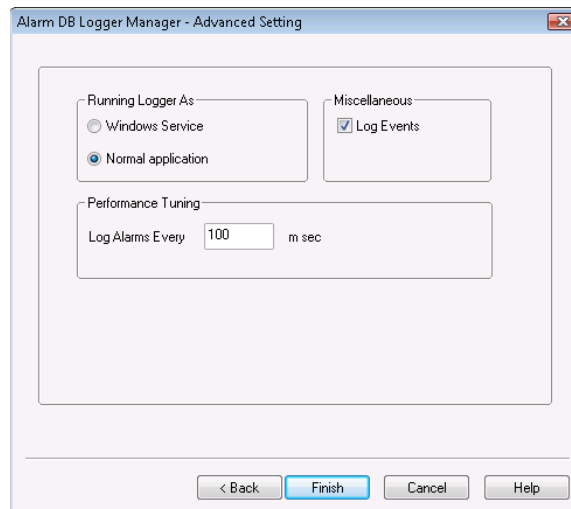 Alarm DB Logger Manager - Advanced Setting
Running Logger As
Windows Service
Normal application
Miscellaneous
Log Events
Performance Tuning
Log Alarms Every 100 m sec
< Back Finish Cancel Help